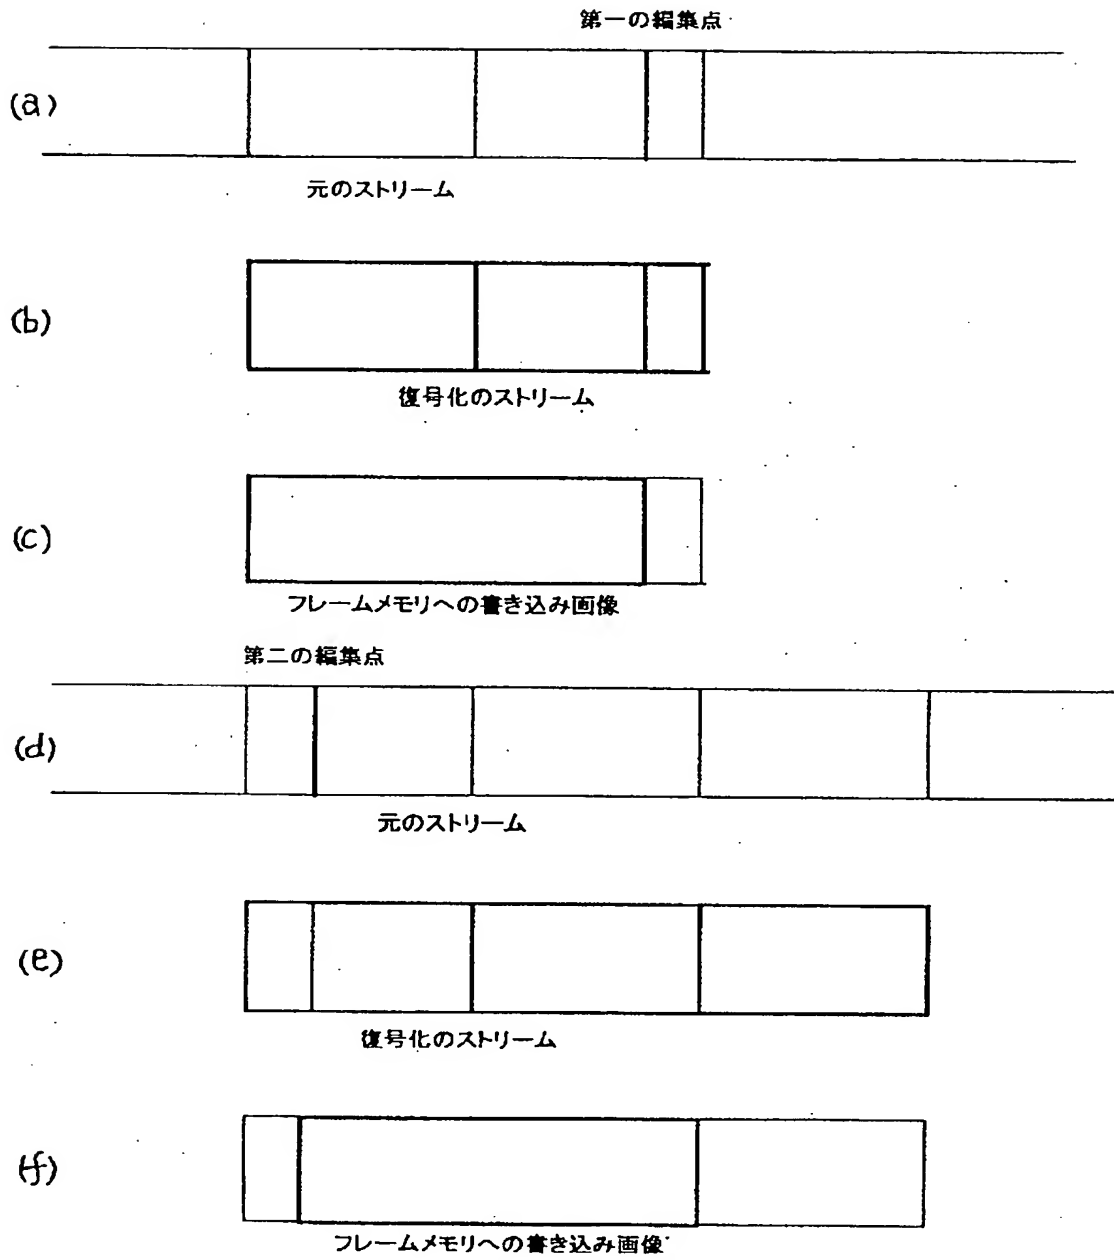 第一の編集点
(a)
元のストリーム
(b)
復号化のストリーム
(c)
フレームメモリへの書き込み画像
第二の編集点
(d)
元のストリーム
(e)
復号化のストリーム
(f)
フレームメモリへの書き込み画像